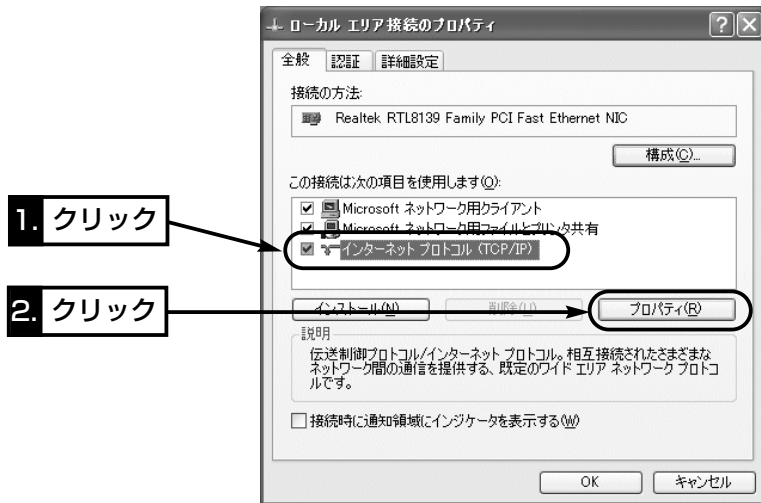 ローカル エリア接続のプロパティ
全般 認証 詳細設定
接続の方法:
Realtek RTL8139 Family PCI Fast Ethernet NIC
構成(C)...
この接続は次の項目を使用します(O):
Microsoft ネットワーク用クライアント
Microsoft ネットワーク用ファイルとプリンタ共有
インターネット プロトコル (TCP/IP)
1. クリック
2. クリック
インストール(N) 削除(U) プロパティ(R)
説明
伝送制御プロトコル/インターネット プロトコル。相互接続されたさまざまな
ネットワーク間の通信を提供する、既定のワイド エリア ネットワーク プロトコ
ルです。
接続時に通知領域にインジケータを表示する(W)
OK キャンセル